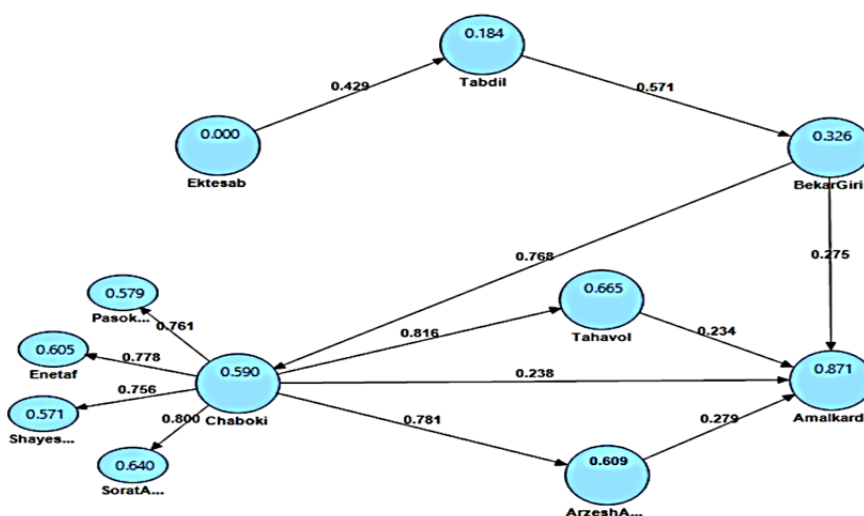 0.184
Tabdil
0.429
0.571
0.000
Ektesab
0.326
BekarGiri
0.768
0.275
0.579
Pasok...
0.761
0.665
Tahavol
0.816
0.234
0.605
Enetaf
0.778
0.590
Chaboki
0.238
0.871
Amalkard
0.756
0.571
Shayes...
0.800
0.781
0.279
0.640
SoratA...
0.609
ArzeshA...